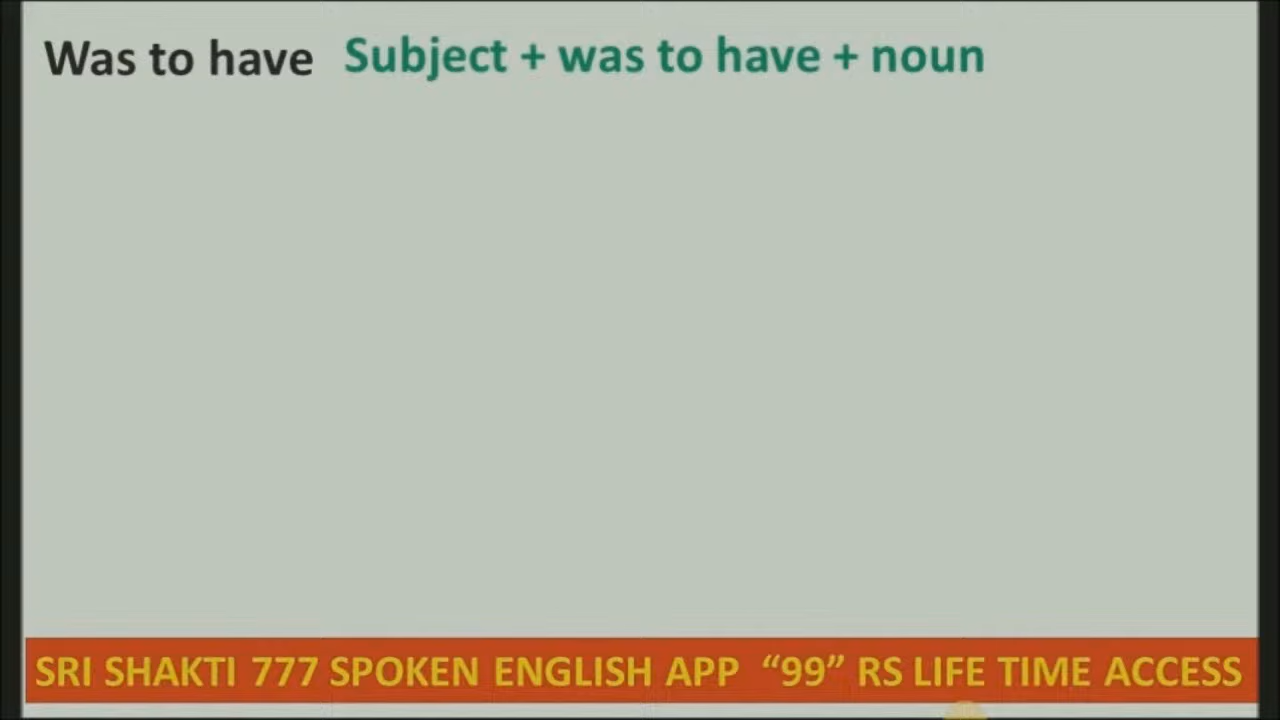 Was to have Subject + was to have + noun
SRI SHAKTI 777 SPOKEN ENGLISH APP “99” RS LIFE TIME ACCESS